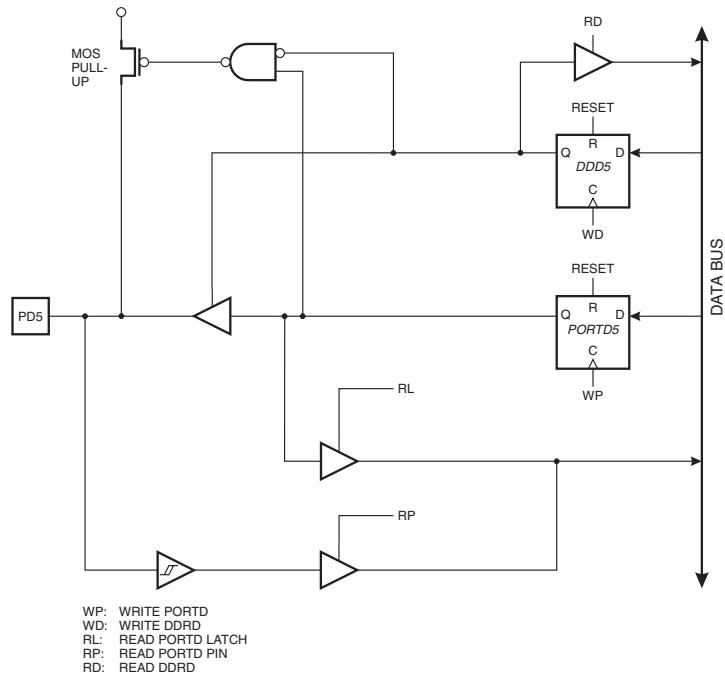 RD
MOS
PULL-
UP
RESET
R
Q
D
DDD5
C
WD
RESET
R
Q
D
PD5
PORTD5
C
WP
DATA BUS
RL
RP
WP: WRITE PORTD
WD: WRITE DDRD
RL: READ PORTD LATCH
RP: READ PORTD PIN
RD: READ DDRD